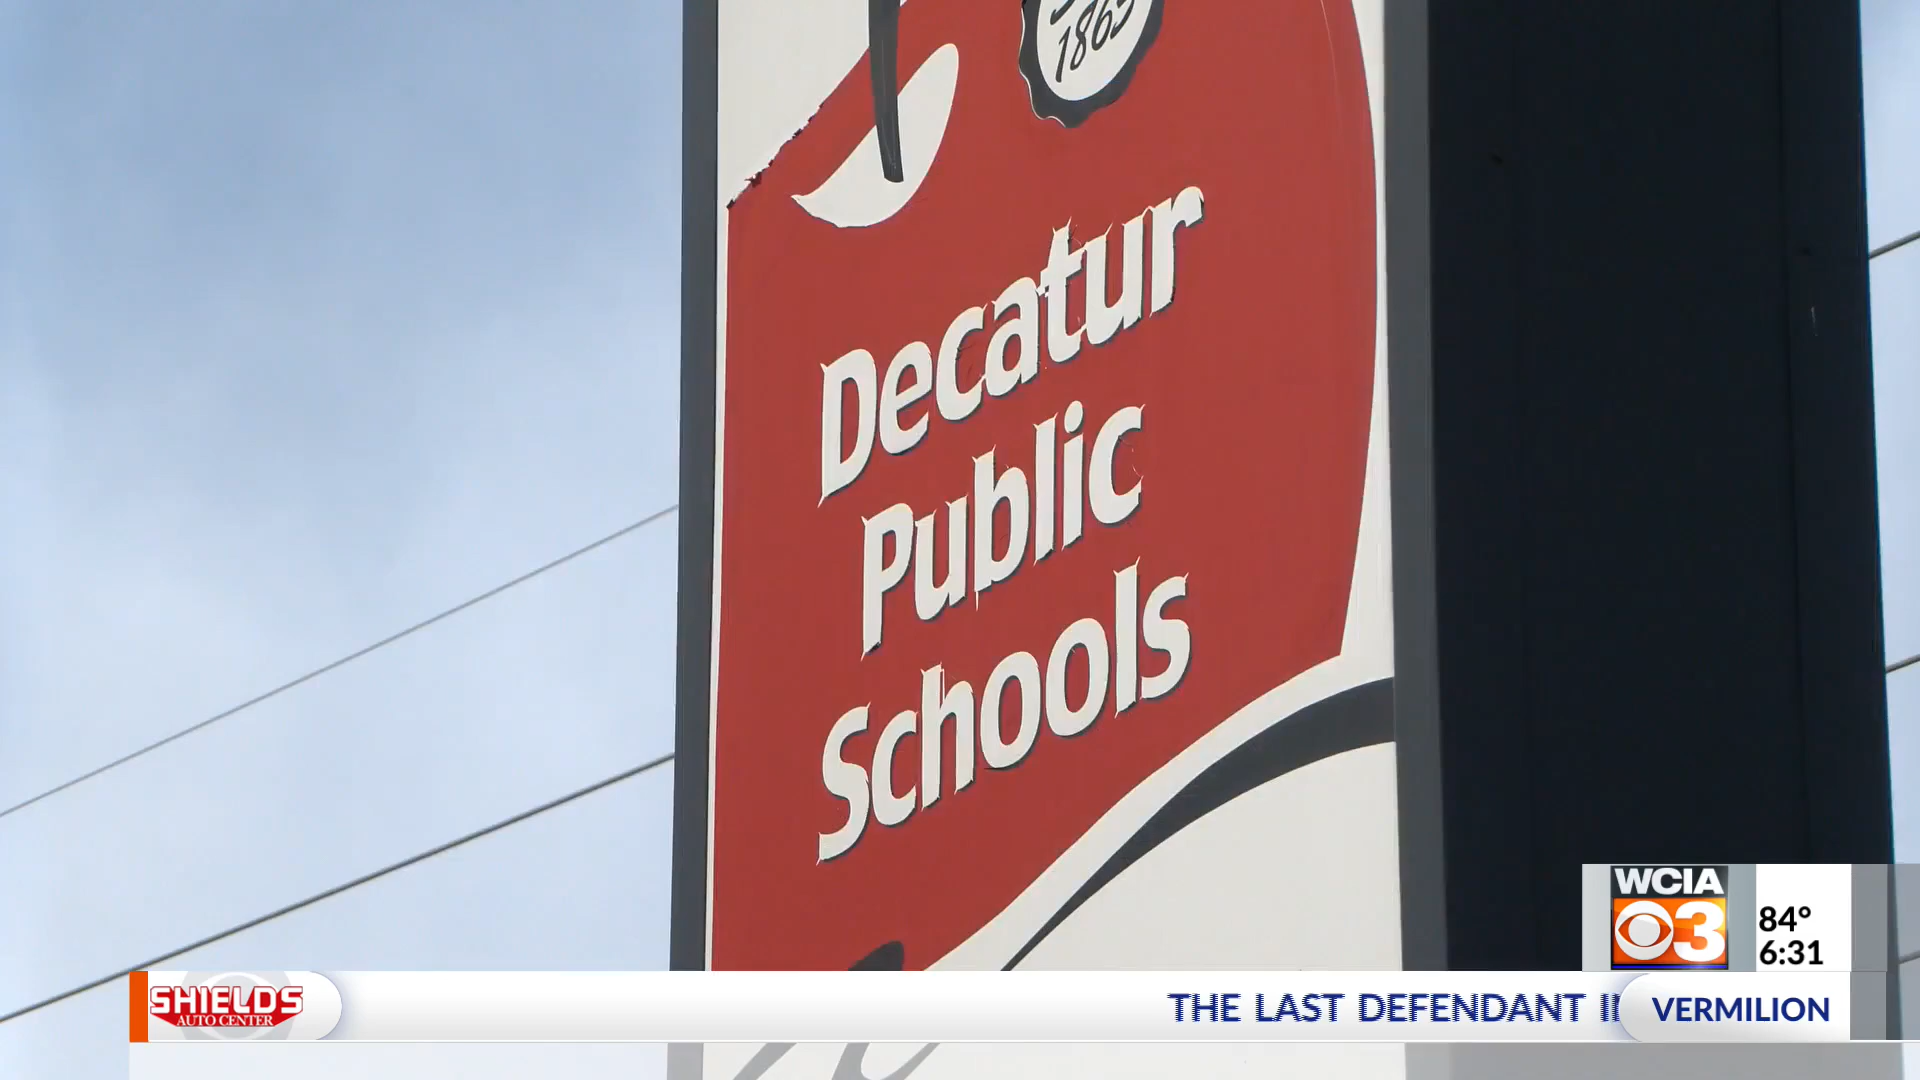 1865
Decatur
Public
Schools
WCIA
3
84°
6:31
SHIELDS
AUTO CENTER
THE LAST DEFENDANT
VERMILION